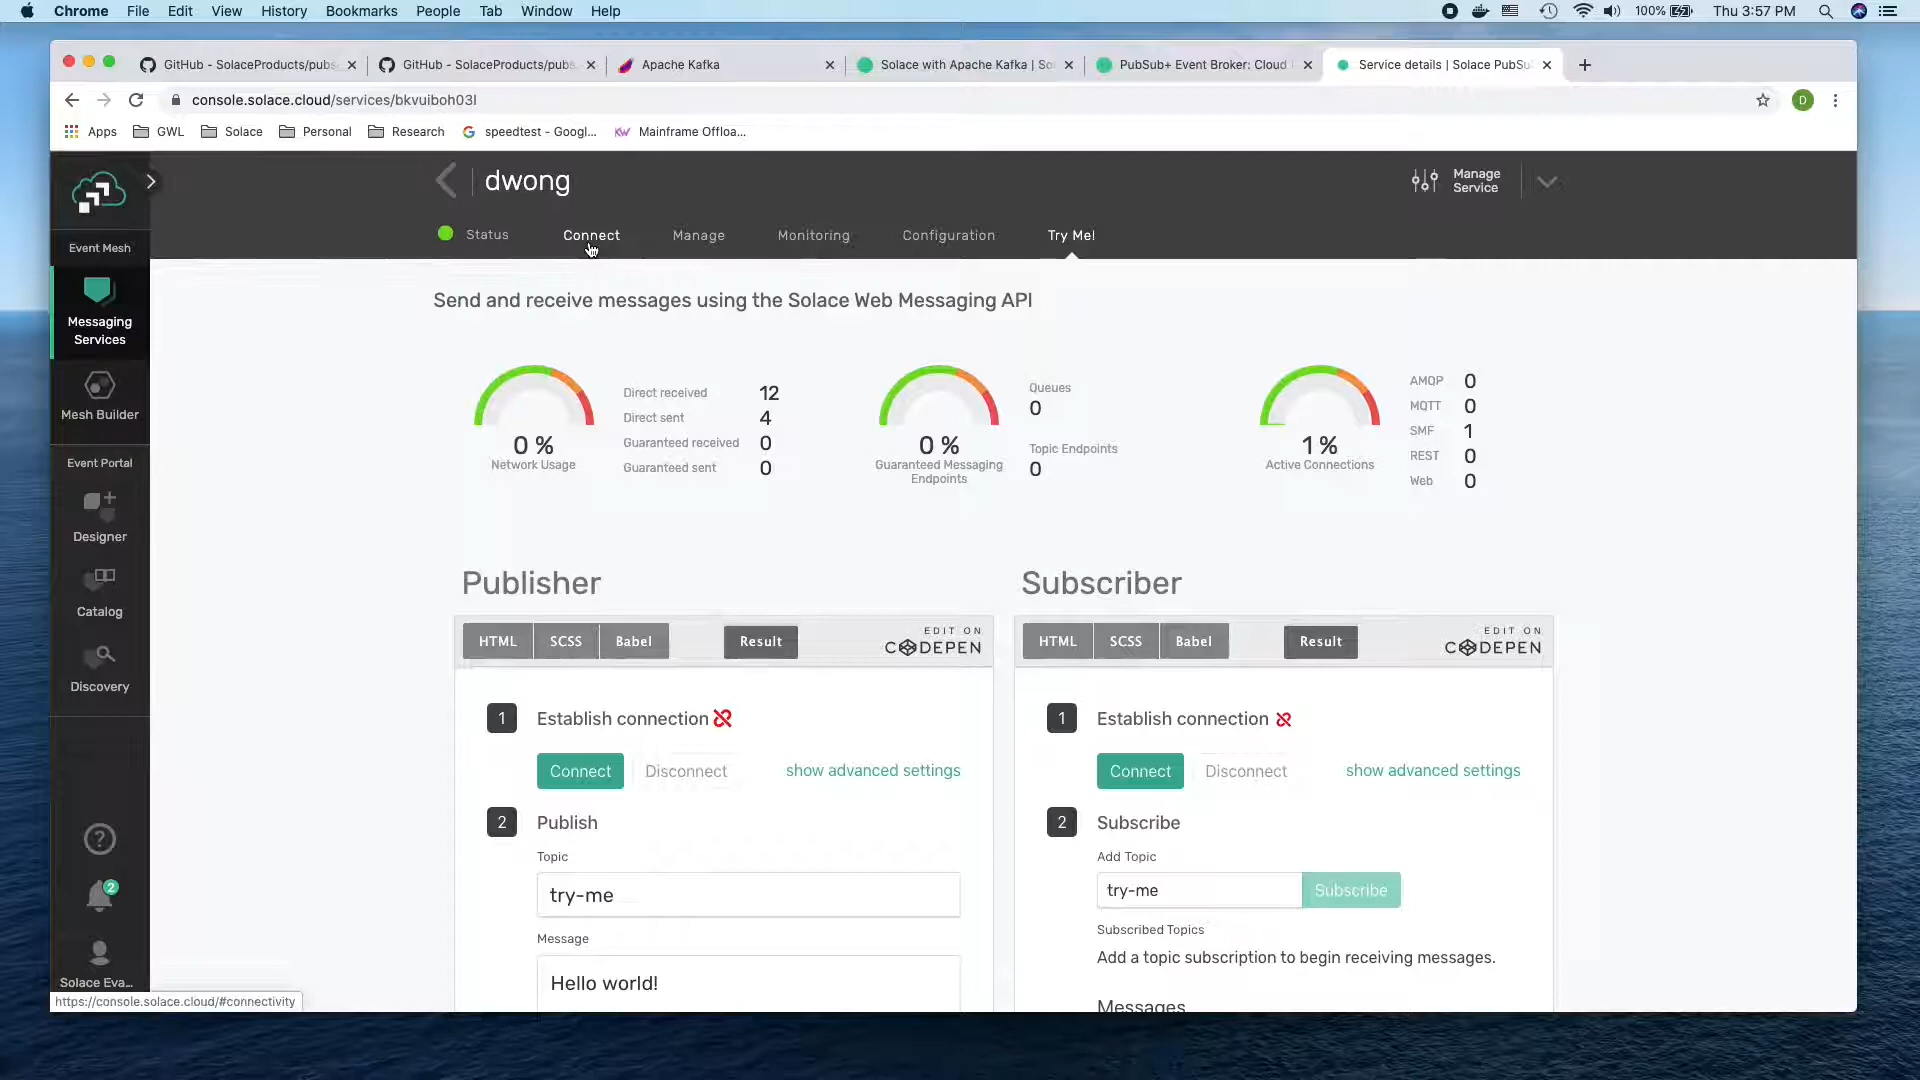 Chrome File Edit View History Bookmarks People Tab Window Help
100% Thu 3:57 PM
GitHub - SolaceProducts/pubs
GitHub - SolaceProducts/pubs
Apache Kafka
Solace with Apache Kafka | So
PubSub+ Event Broker: Cloud
Service details | Solace PubSu
console.solace.cloud/services/bkvuiboh03l
D
Apps GWL Solace Personal Research speedtest - Googl... KW Mainframe Offloa...
dwong
Manage
Service
Status Connect Manage Monitoring Configuration Try Me!
Event Mesh
Messaging
Services
Mesh Builder
Event Portal
Designer
Catalog
Discovery
2
Solace Eva...
https://console.solace.cloud/#connectivity
Send and receive messages using the Solace Web Messaging API
0 %
Network Usage
Direct received 12
Direct sent 4
Guaranteed received 0
Guaranteed sent 0
0 %
Guaranteed Messaging
Endpoints
Queues
0
Topic Endpoints
0
1 %
Active Connections
AMQP 0
MQTT 0
SMF 1
REST 0
Web 0
Publisher
HTML SCSS Babel Result
EDIT ON
CODEPEN
1 Establish connection
Connect Disconnect show advanced settings
2 Publish
Topic
try-me
Message
Hello world!
Subscriber
HTML SCSS Babel Result
EDIT ON
CODEPEN
1 Establish connection
Connect Disconnect show advanced settings
2 Subscribe
Add Topic
try-me Subscribe
Subscribed Topics
Add a topic subscription to begin receiving messages.
Messages